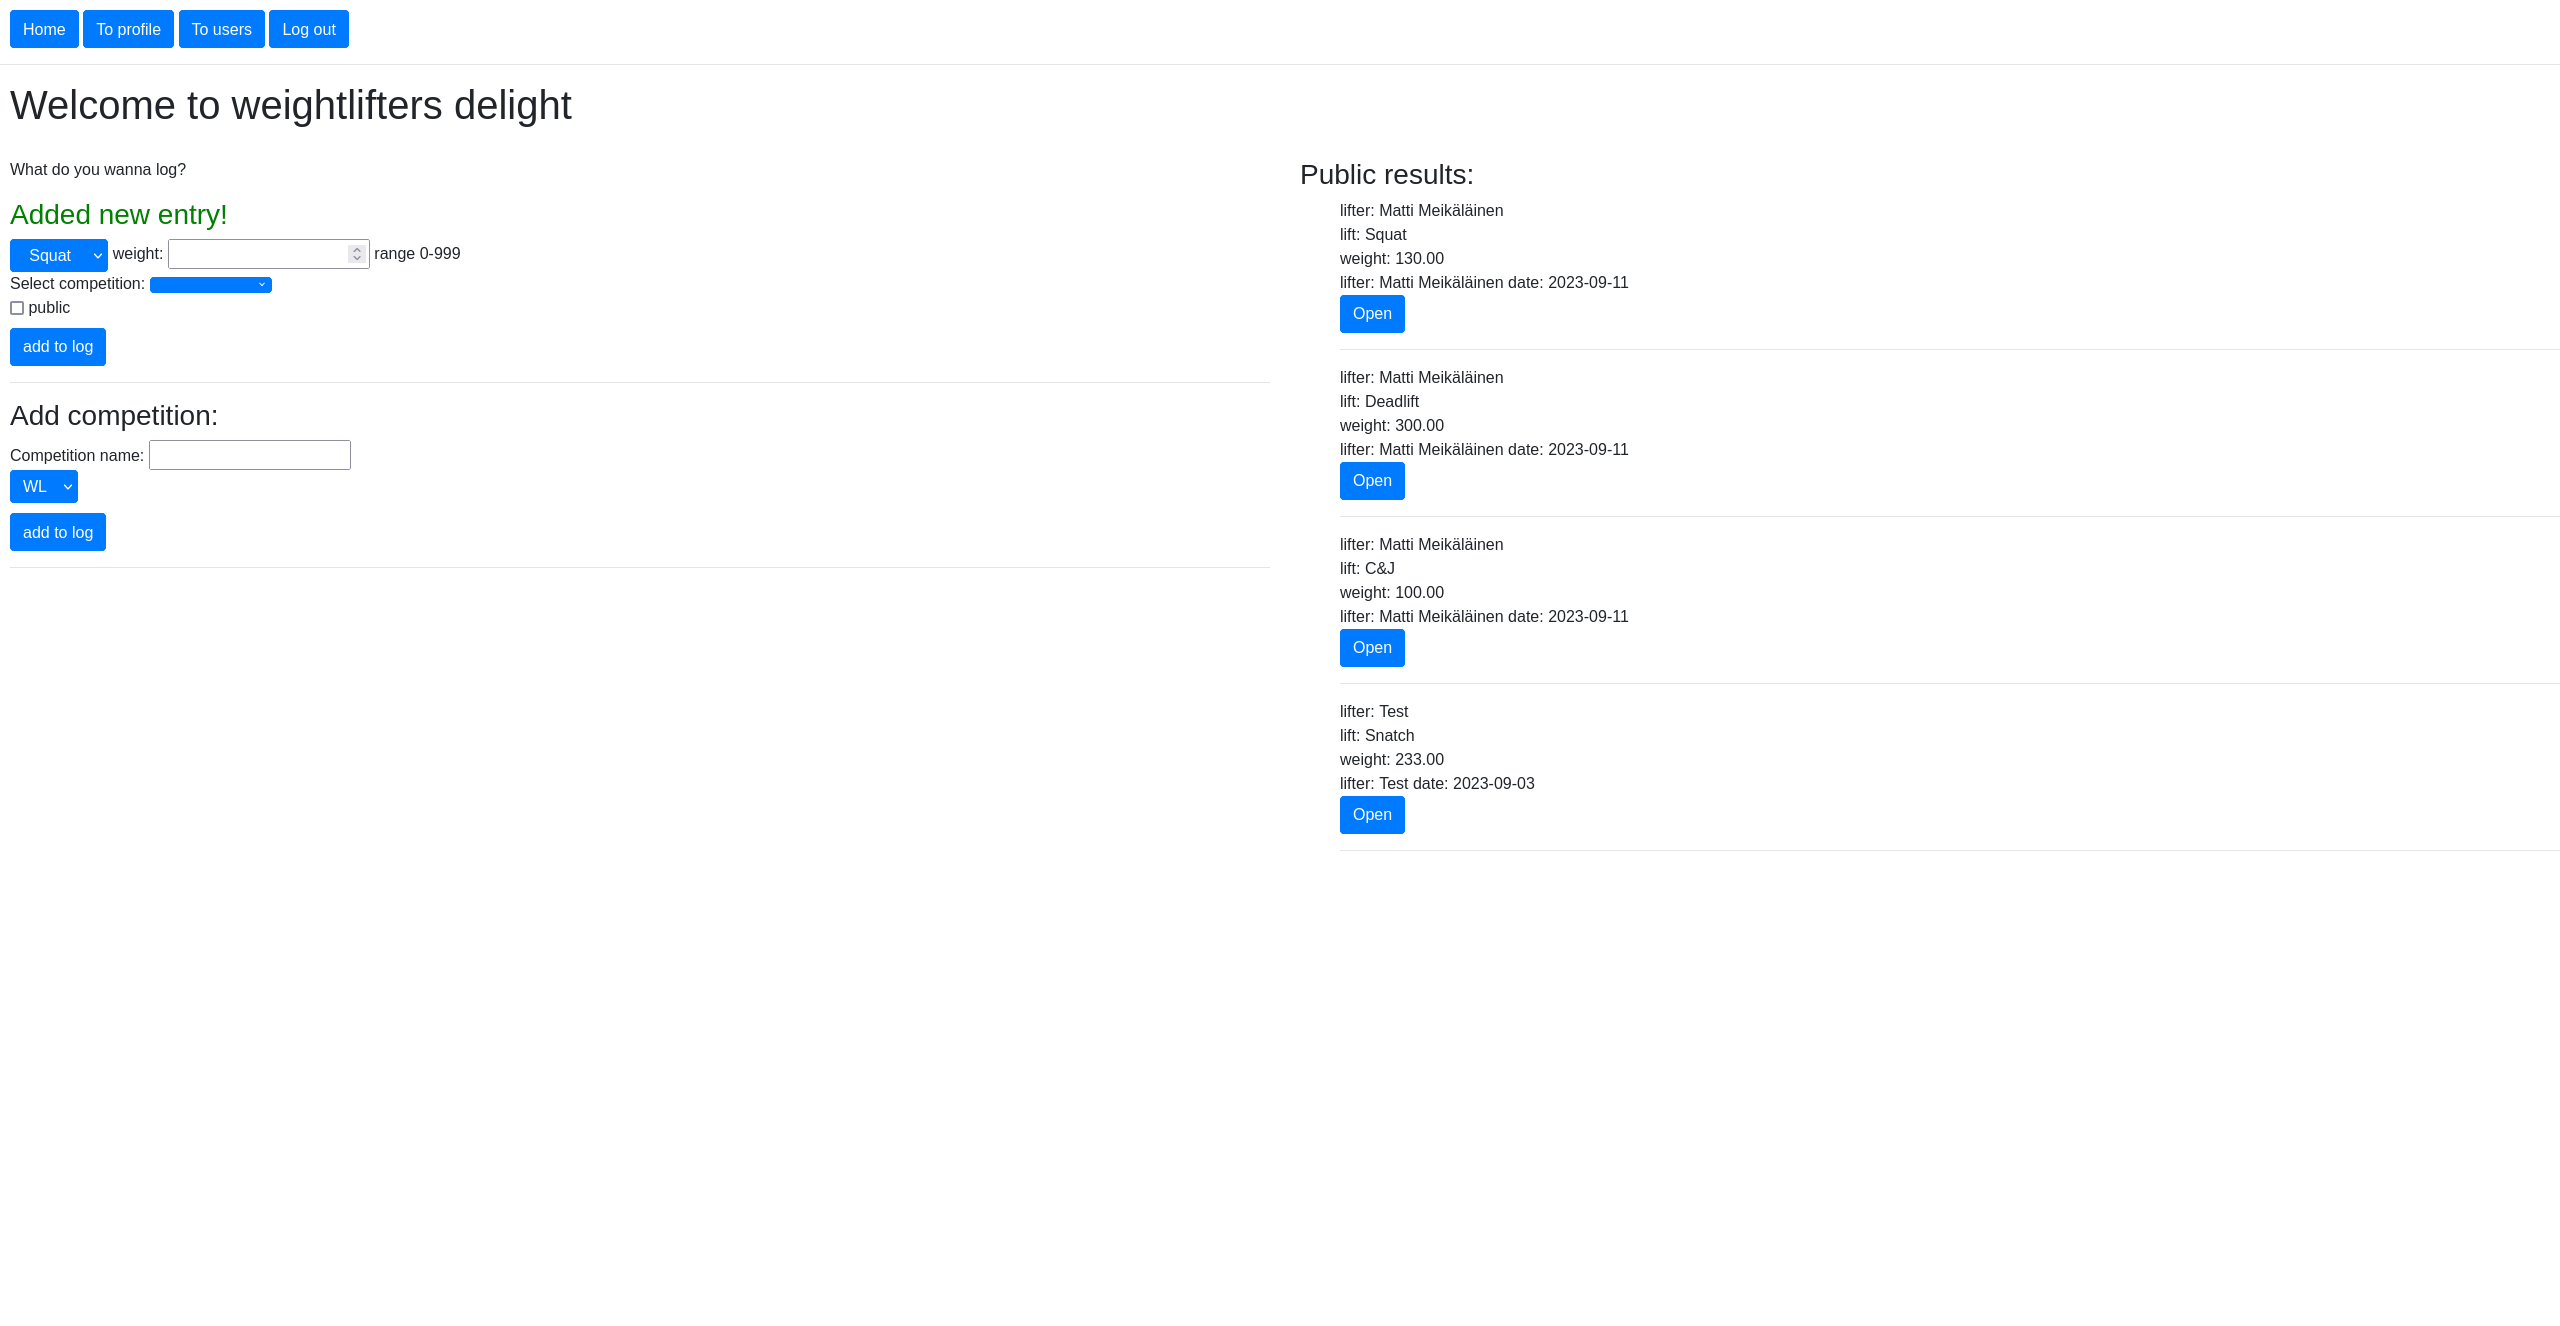 Home To profile To users Log out
Welcome to weightlifters delight
What do you wanna log?
Added new entry!
Squat weight: range 0-999
Select competition:
public
add to log
Add competition:
Competition name:
WL
add to log
Public results:
lifter: Matti Meikäläinen
lift: Squat
weight: 130.00
lifter: Matti Meikäläinen date: 2023-09-11
Open
lifter: Matti Meikäläinen
lift: Deadlift
weight: 300.00
lifter: Matti Meikäläinen date: 2023-09-11
Open
lifter: Matti Meikäläinen
lift: C&J
weight: 100.00
lifter: Matti Meikäläinen date: 2023-09-11
Open
lifter: Test
lift: Snatch
weight: 233.00
lifter: Test date: 2023-09-03
Open